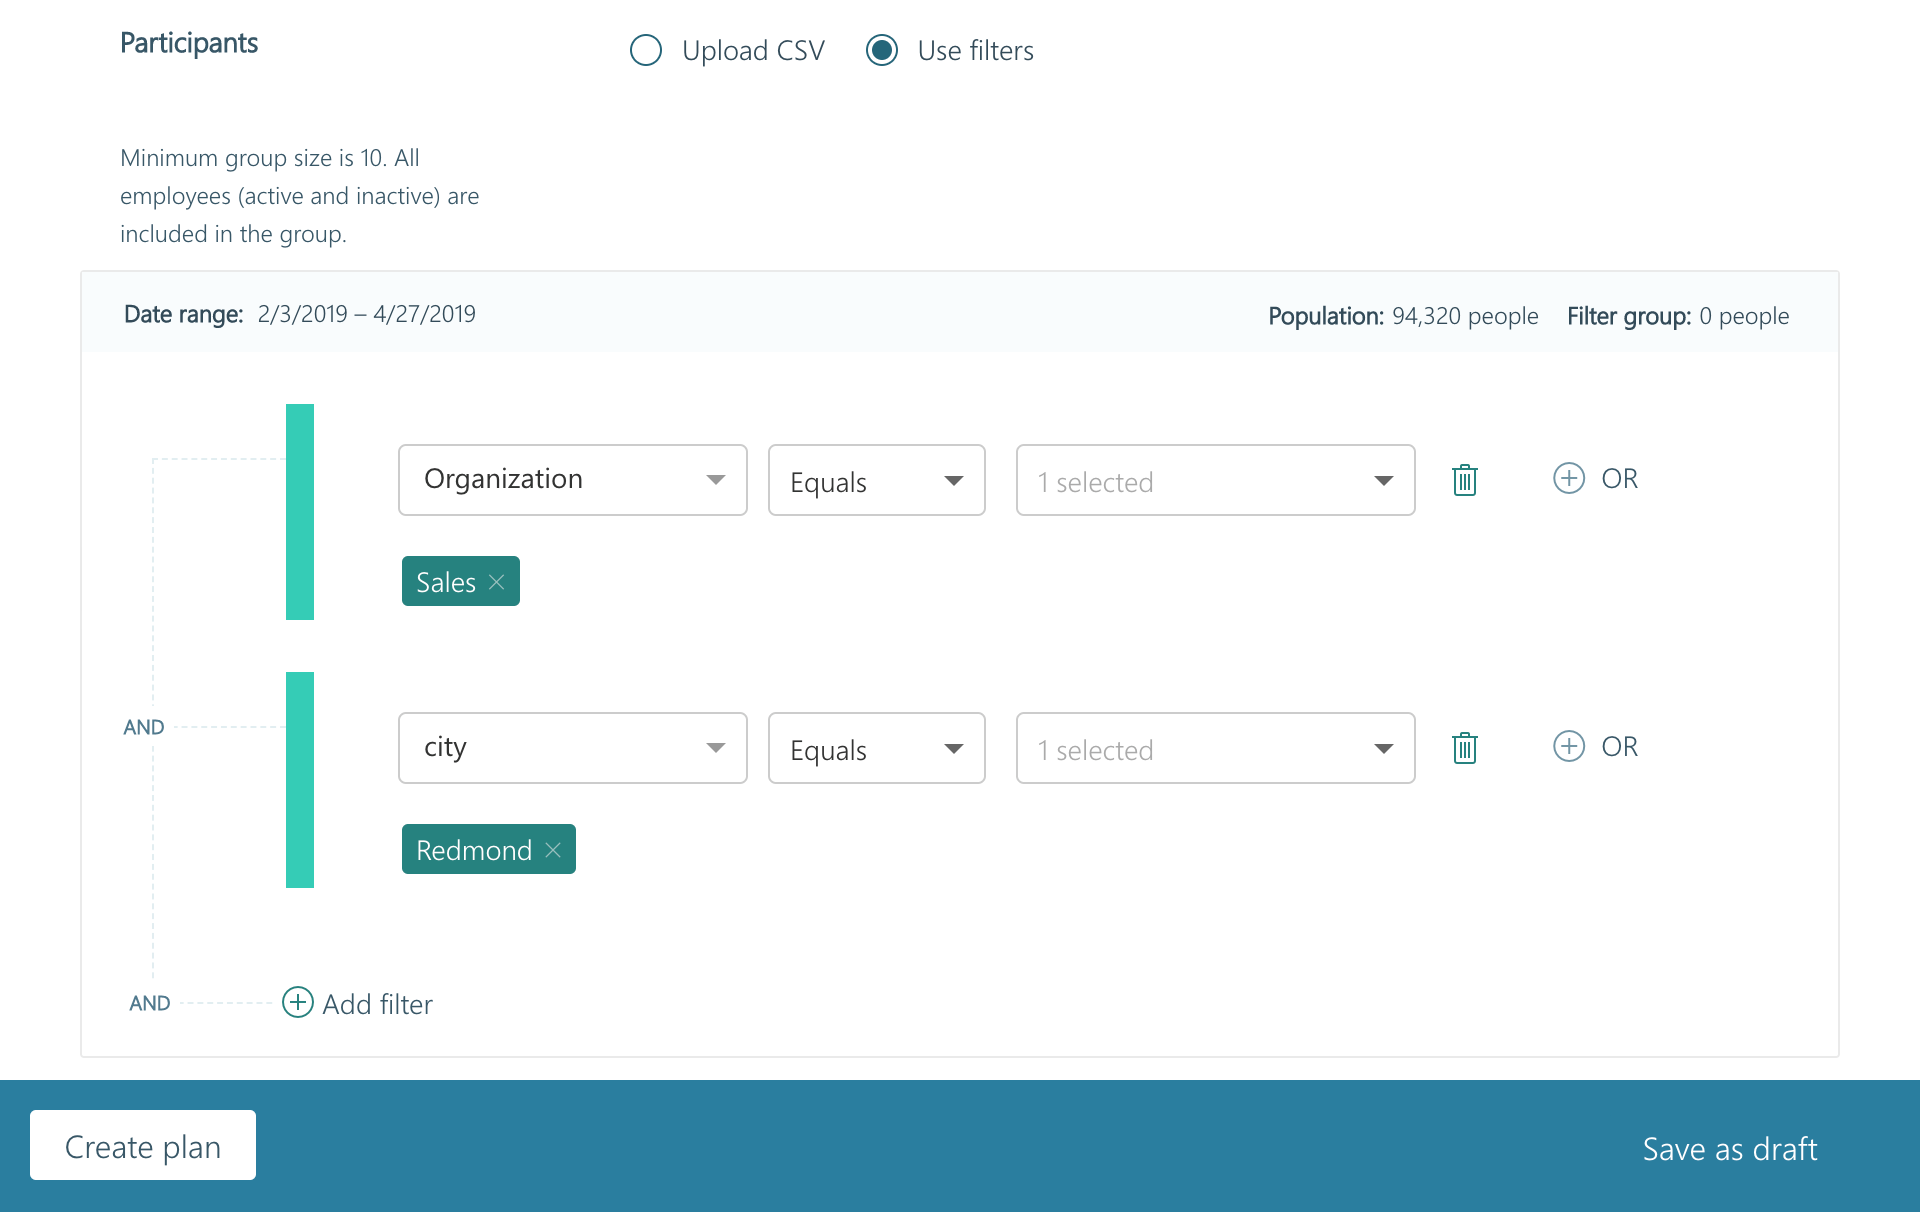 Participants
Upload CSV
Use filters
Minimum group size is 10. All
employees (active and inactive) are
included in the group.
Date range: 2/3/2019 – 4/27/2019
Population: 94,320 people
Filter group: 0 people
Organization
Equals
1 selected
OR
Sales
AND
city
Equals
1 selected
OR
Redmond
AND
Add filter
Create plan
Save as draft